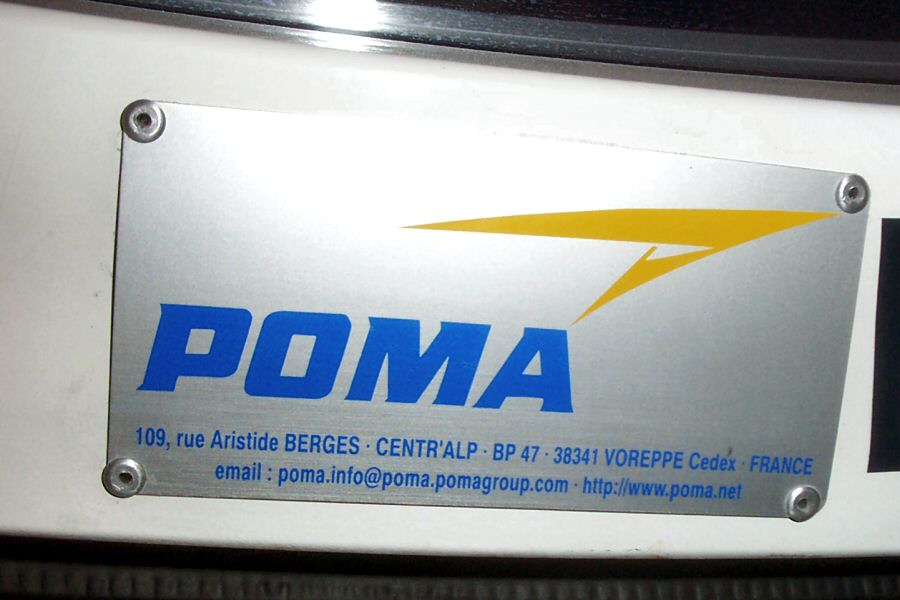 POMA
109, rue Aristide BERGES · CENTR'ALP · BP 47 · 38341 VOREPPE Cedex · FRANCE
email : poma.info@poma.pomagroup.com · http://www.poma.net